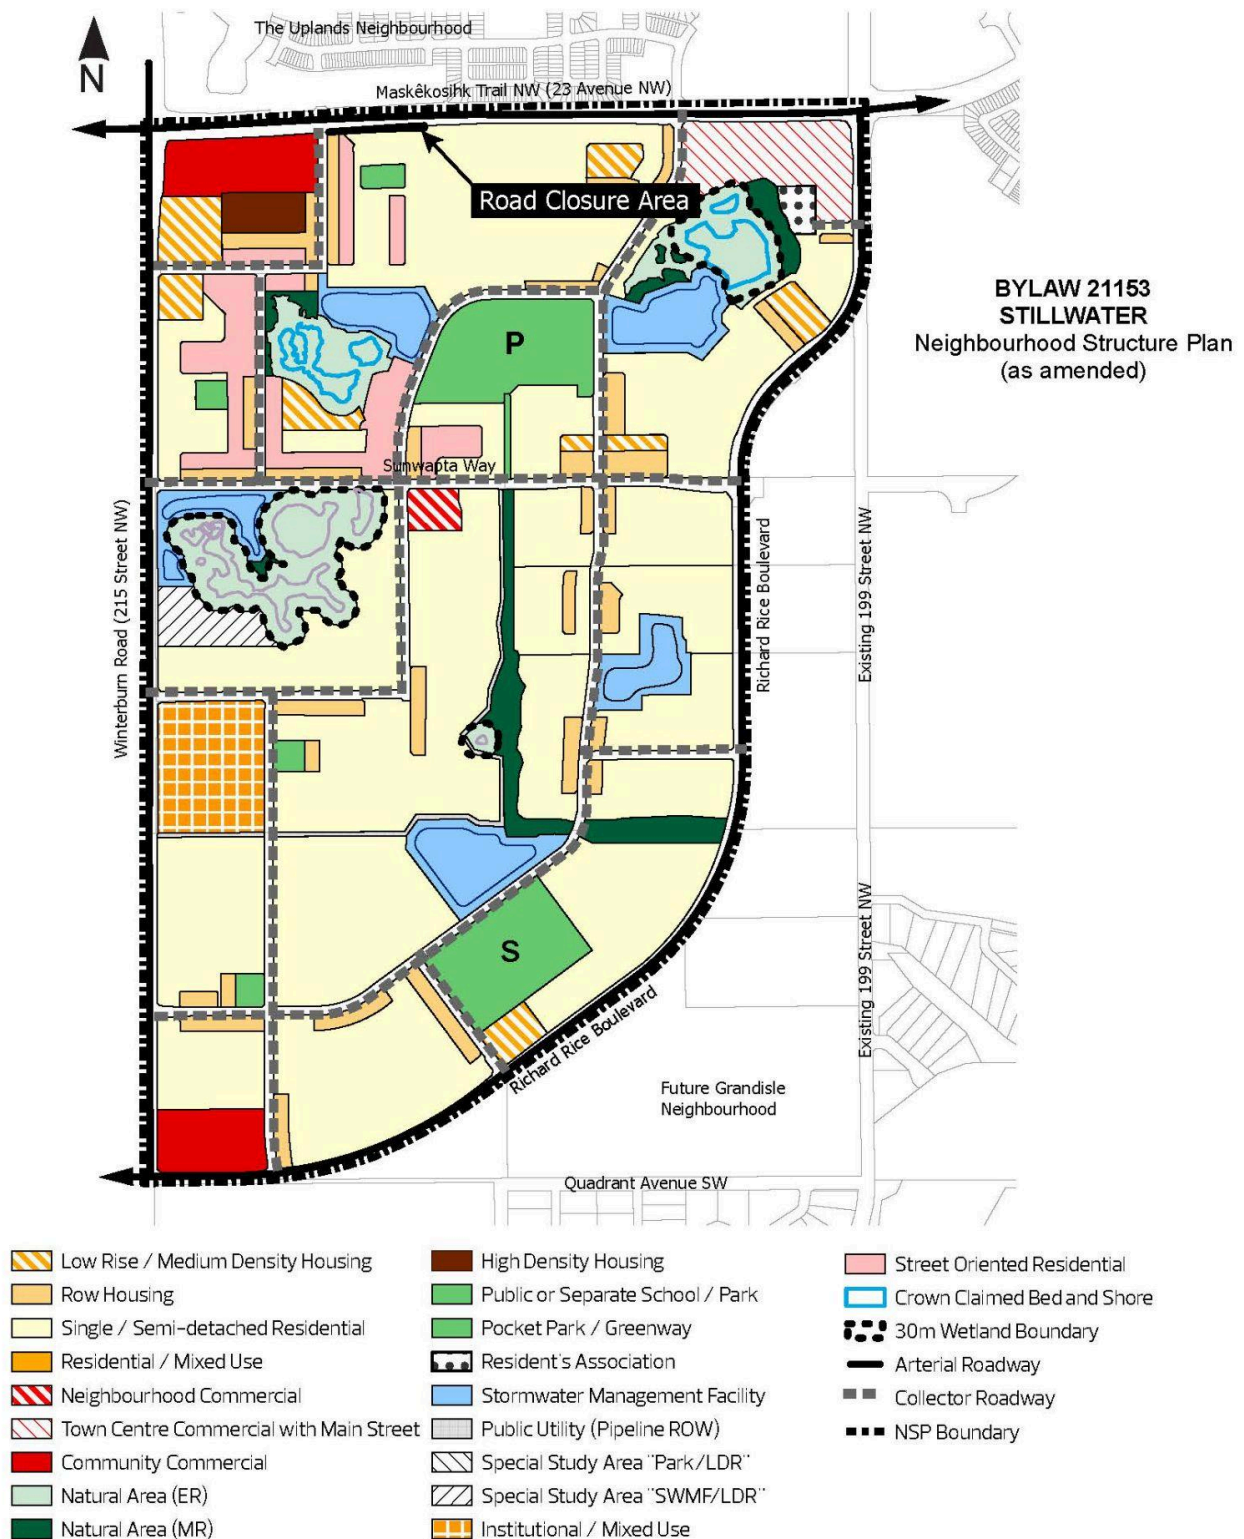 The Uplands Neighbourhood
N
Maskêkosihk Trail NW (23 Avenue NW)
Road Closure Area
BYLAW 21153
STILLWATER
Neighbourhood Structure Plan
(as amended)
P
Sunwapta Way
Winterburn Road (215 Street NW)
Richard Rice Boulevard
Existing 199 Street NW
S
Existing 199 Street NW
Richard Rice Boulevard
Future Grandisle
Neighbourhood
Quadrant Avenue SW
Low Rise / Medium Density Housing
Row Housing
Single / Semi-detached Residential
Residential / Mixed Use
Neighbourhood Commercial
Town Centre Commercial with Main Street
Community Commercial
Natural Area (ER)
Natural Area (MR)
High Density Housing
Public or Separate School / Park
Pocket Park / Greenway
Resident's Association
Stormwater Management Facility
Public Utility (Pipeline ROW)
Special Study Area "Park/LDR"
Special Study Area "SWMF/LDR"
Institutional / Mixed Use
Street Oriented Residential
Crown Claimed Bed and Shore
30m Wetland Boundary
Arterial Roadway
Collector Roadway
NSP Boundary